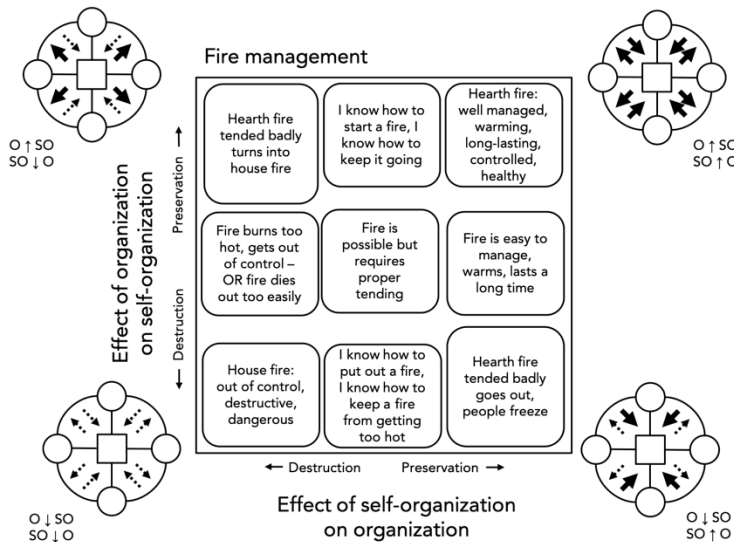 Fire management
O ↑ SO
SO ↓ O
O ↑ SO
SO ↑ O
Effect of organization
on self-organization
Preservation
Destruction
Hearth fire
tended badly
turns into
house fire
I know how to
start a fire, I
know how to
keep it going
Hearth fire:
well managed,
warming,
long-lasting,
controlled,
healthy
Fire burns too
hot, gets out
of control –
OR fire dies
out too easily
Fire is
possible but
requires
proper
tending
Fire is easy to
manage,
warms, lasts a
long time
House fire:
out of control,
destructive,
dangerous
I know how to
put out a fire,
I know how to
keep a fire
from getting
too hot
Hearth fire
tended badly
goes out,
people freeze
← Destruction Preservation →
Effect of self-organization
on organization
O ↓ SO
SO ↓ O
O ↓ SO
SO ↑ O